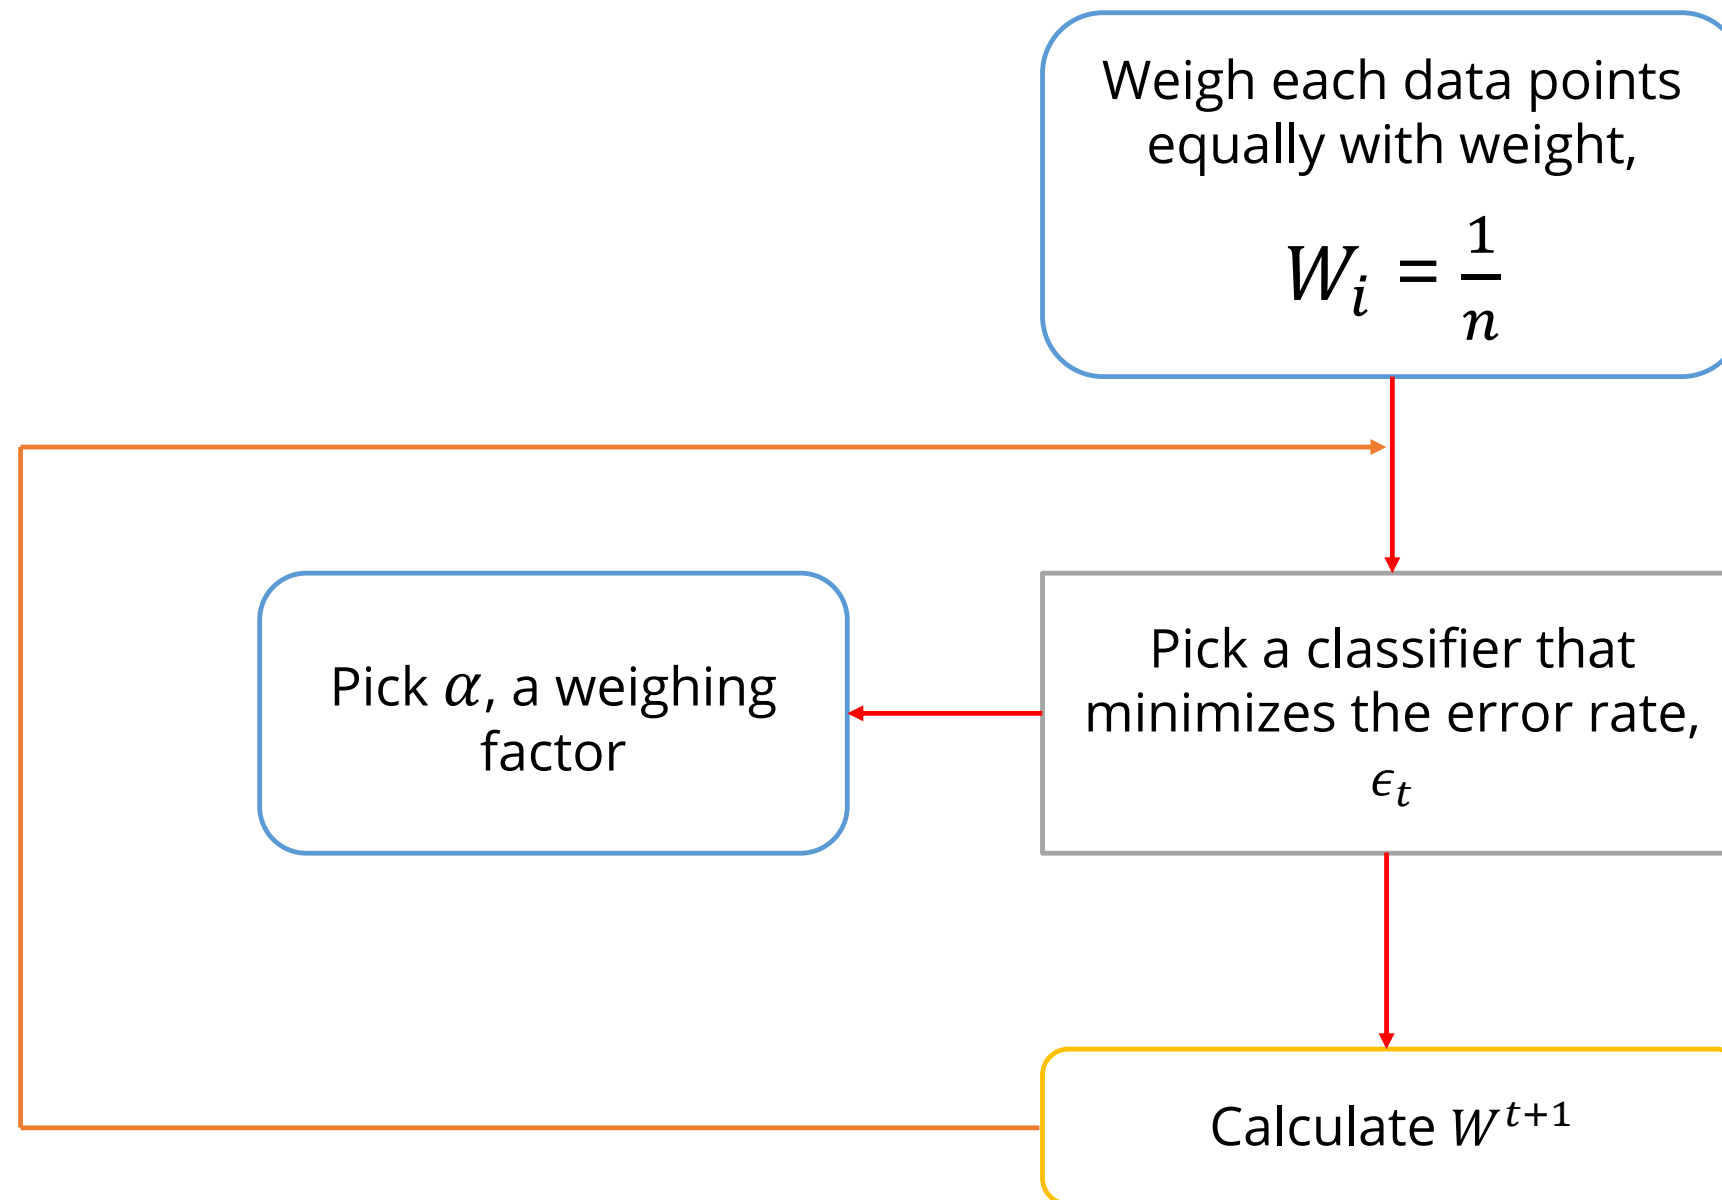 Weigh each data points
equally with weight,
W_i = 1/n
Pick α, a weighing
factor
Pick a classifier that
minimizes the error rate,
ϵ_t
Calculate W^{t+1}